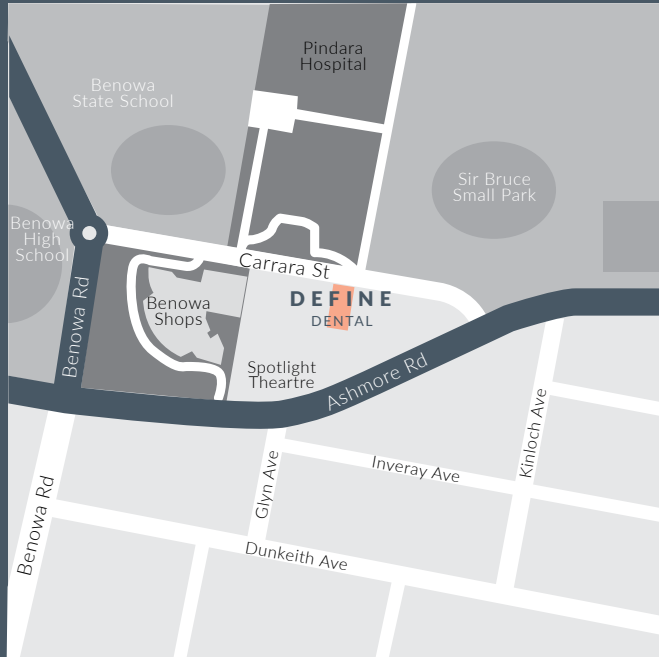 Pindara
Hospital
Benowa
State School
Sir Bruce
Small Park
Benowa
High
School
Carrara St
Benowa Rd
Benowa
Shops
DEFINE
DENTAL
Spotlight
Theartre
Ashmore Rd
Kinloch Ave
Inveray Ave
Glyn Ave
Benowa Rd
Dunkeith Ave